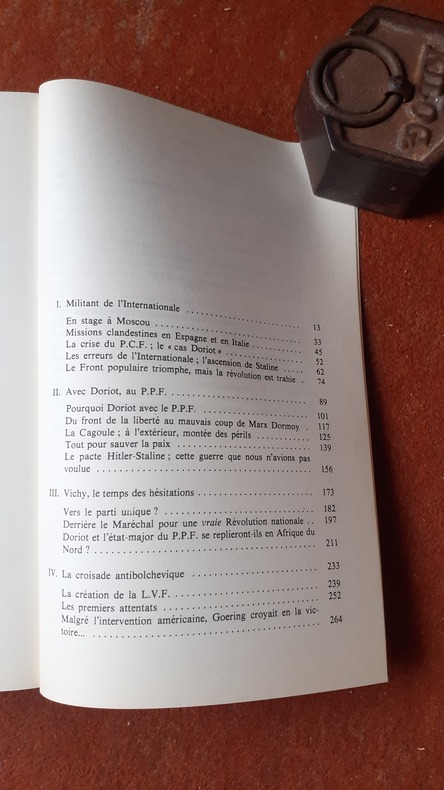 KILOG
I. Militant de l'Internationale .................... 13
En stage à Moscou .................... 33
Missions clandestines en Espagne et en Italie ........ 45
La crise du P.C.F. ; le « cas Doriot » .............. 52
Les erreurs de l'Internationale ; l'ascension de Staline ..... 62
Le Front populaire triomphe, mais la révolution est trahie . 74
II. Avec Doriot, au P.P.F. .................... 89
Pourquoi Doriot avec le P.P.F. .................... 101
Du front de la liberté au mauvais coup de Marx Dormoy . 117
La Cagoule ; à l'extérieur, montée des périls .......... 125
Tout pour sauver la paix .................... 139
Le pacte Hitler-Staline ; cette guerre que nous n'avions pas
voulue .................... 156
III. Vichy, le temps des hésitations .................... 173
Vers le parti unique ? .................... 182
Derrière le Maréchal pour une vraie Révolution nationale .. 197
Doriot et l'état-major du P.P.F. se replieront-ils en Afrique du
Nord ? .................... 211
IV. La croisade antibolchevique .................... 233
La création de la L.V.F. .................... 239
Les premiers attentats .................... 252
Malgré l'intervention américaine, Goering croyait en la vic-
toire... .................... 264